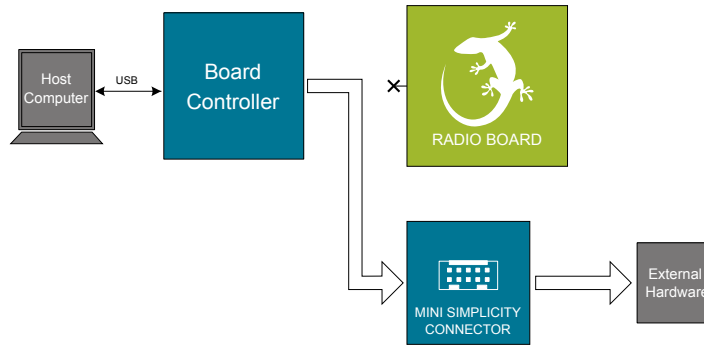 Host
Computer
USB
Board
Controller
RADIO BOARD
MINI SIMPLICITY
CONNECTOR
External
Hardware